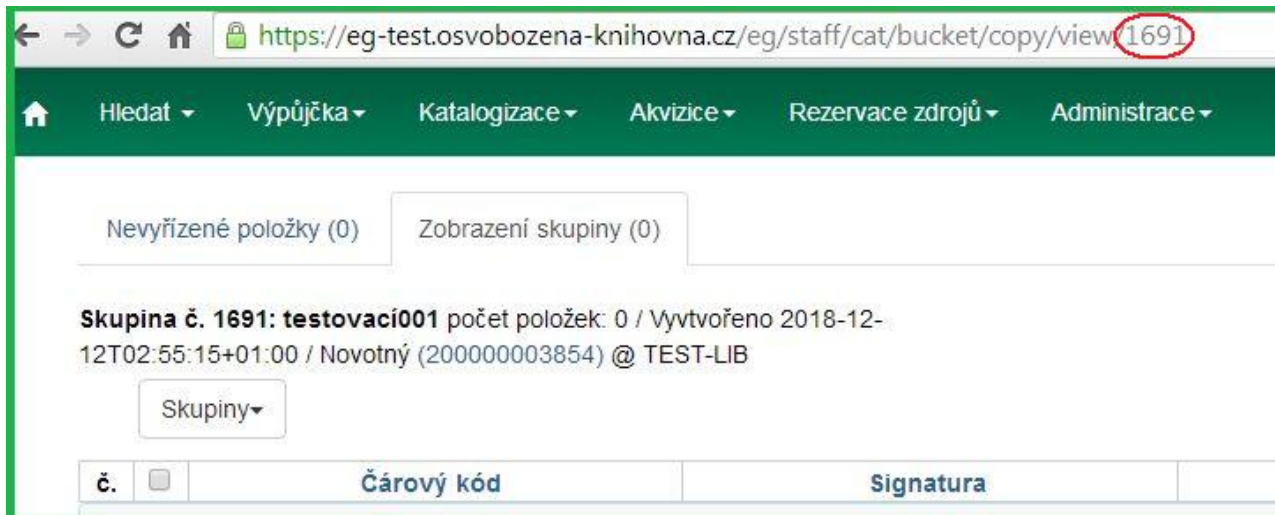 https://eg-test.osvobozena-knihovna.cz/eg/staff/cat/bucket/copy/view/1691
Hledat Výpůjčka Katalogizace Akvizice Rezervace zdrojů Administrace
Nevyřízené položky (0) Zobrazení skupiny (0)
Skupina č. 1691: testovací001 počet položek: 0 / Vyvtvořeno 2018-12-
12T02:55:15+01:00 / Novotný (200000003854) @ TEST-LIB
Skupiny
č. Čárový kód Signatura